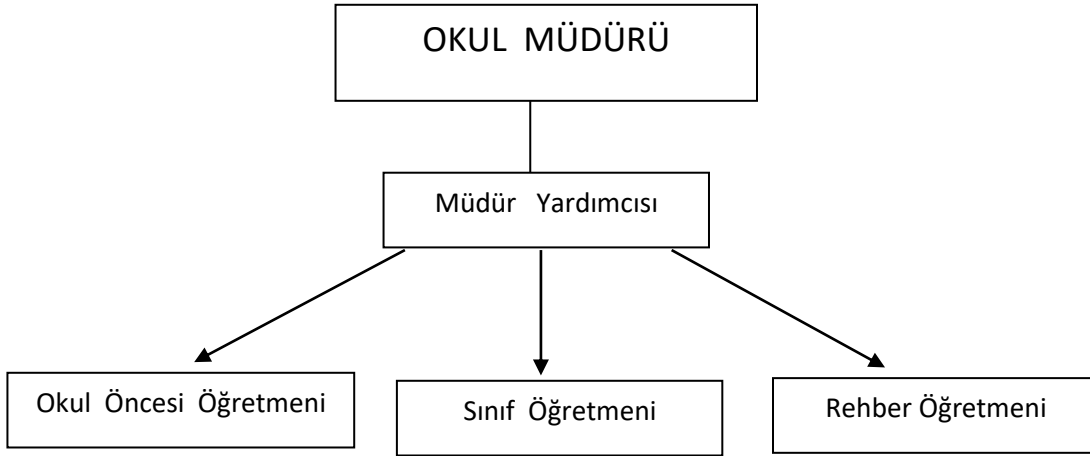 OKUL MÜDÜRÜ
Müdür Yardımcısı
Okul Öncesi Öğretmeni
Sınıf Öğretmeni
Rehber Öğretmeni